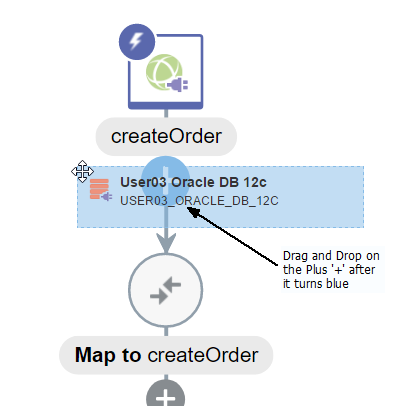 createOrder
User03 Oracle DB 12c
USER03_ORACLE_DB_12C
Drag and Drop on
the Plus '+' after
it turns blue
Map to createOrder